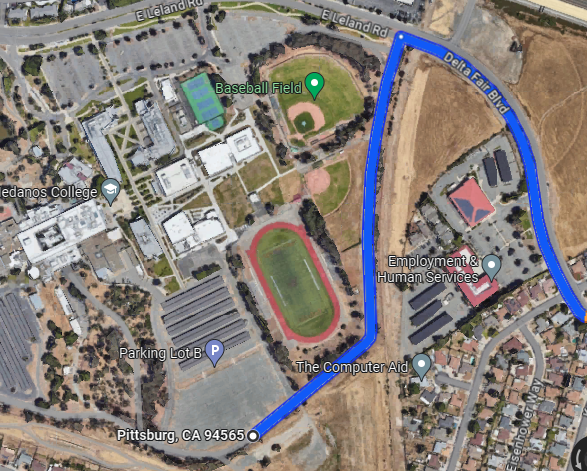 E Leland Rd
E Leland Rd
Delta Fair Blvd
Baseball Field
edanos College
Employment &
Human Services
P
Parking Lot B
The Computer Aid
Pittsburg, CA 94565
senhower Way